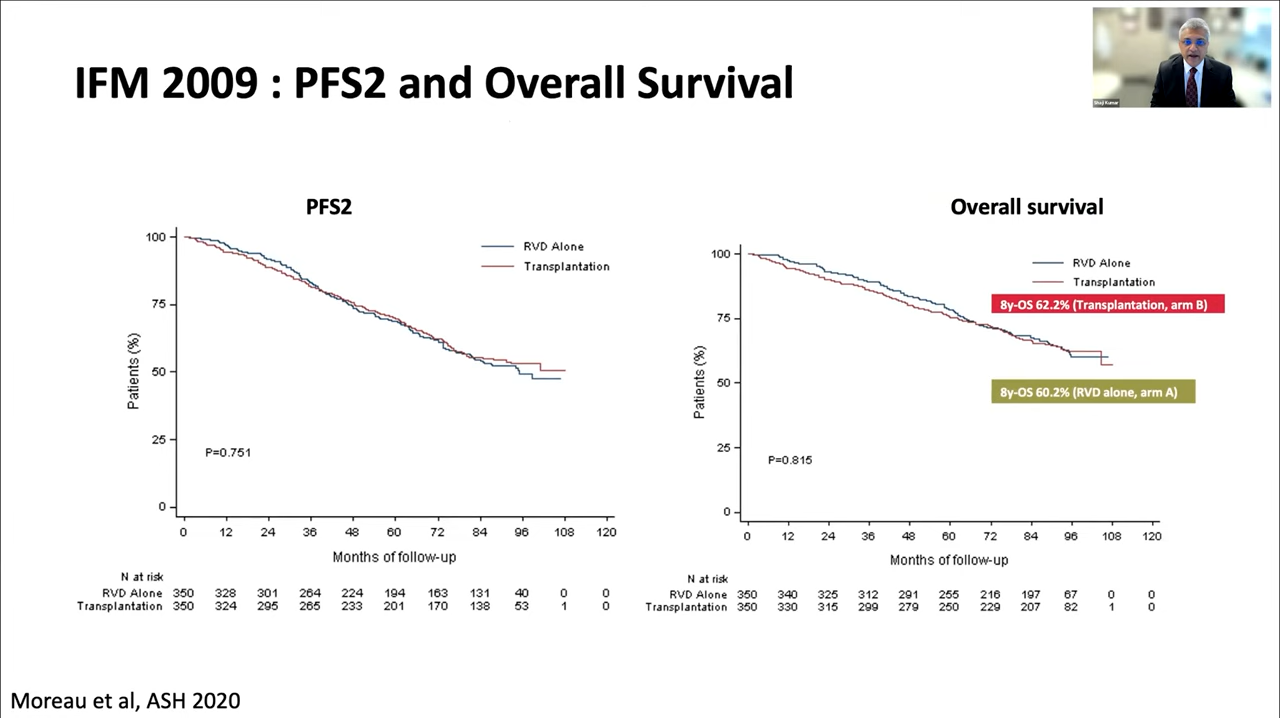 IFM 2009 : PFS2 and Overall Survival
Shaji Kumar
PFS2
100
75
50
25
0
Patients (%)
RVD Alone
Transplantation
P=0.751
0 12 24 36 48 60 72 84 96 108 120
Months of follow-up
N at risk
RVD Alone 350 328 301 264 224 194 163 131 40 0 0
Transplantation 350 324 295 265 233 201 170 138 53 1 0
Overall survival
100
75
50
25
0
Patients (%)
RVD Alone
Transplantation
8y-OS 62.2% (Transplantation, arm B)
8y-OS 60.2% (RVD alone, arm A)
P=0.815
0 12 24 36 48 60 72 84 96 108 120
Months of follow-up
N at risk
RVD Alone 350 340 325 312 291 255 216 197 67 0 0
Transplantation 350 330 315 299 279 250 229 207 82 1 0
Moreau et al, ASH 2020